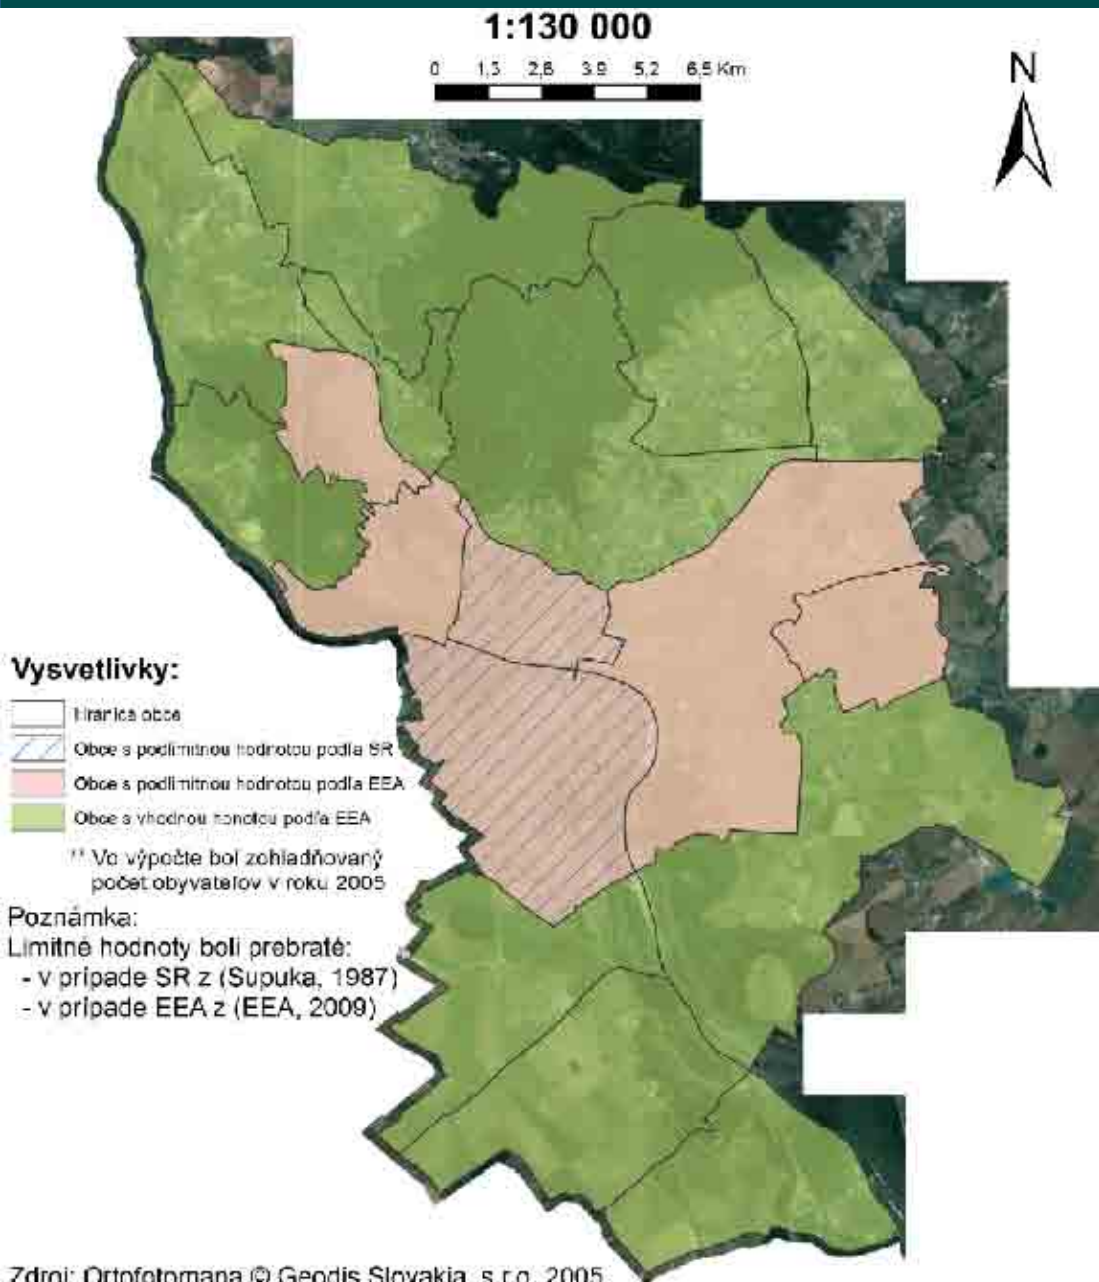 1:130 000
0 1,3 2,6 3,9 5,2 6,5 Km
N
Vysvetlivky:
Hranica obce
Obce s podlimitnou hodnotou podľa SR
Obce s podlimitnou hodnotou podľa EEA
Obce s vhodnou honotou podľa EEA
** Vo výpočte bol zohladňovaný
počet obyvateľov v roku 2005
Poznámka:
Limitné hodnoty boli prebraté:
- v prípade SR z (Supuka, 1987)
- v prípade EEA z (EEA, 2009)
Zdroj: Ortofotomapa © Geodis Slovakia, s.r.o. 2005